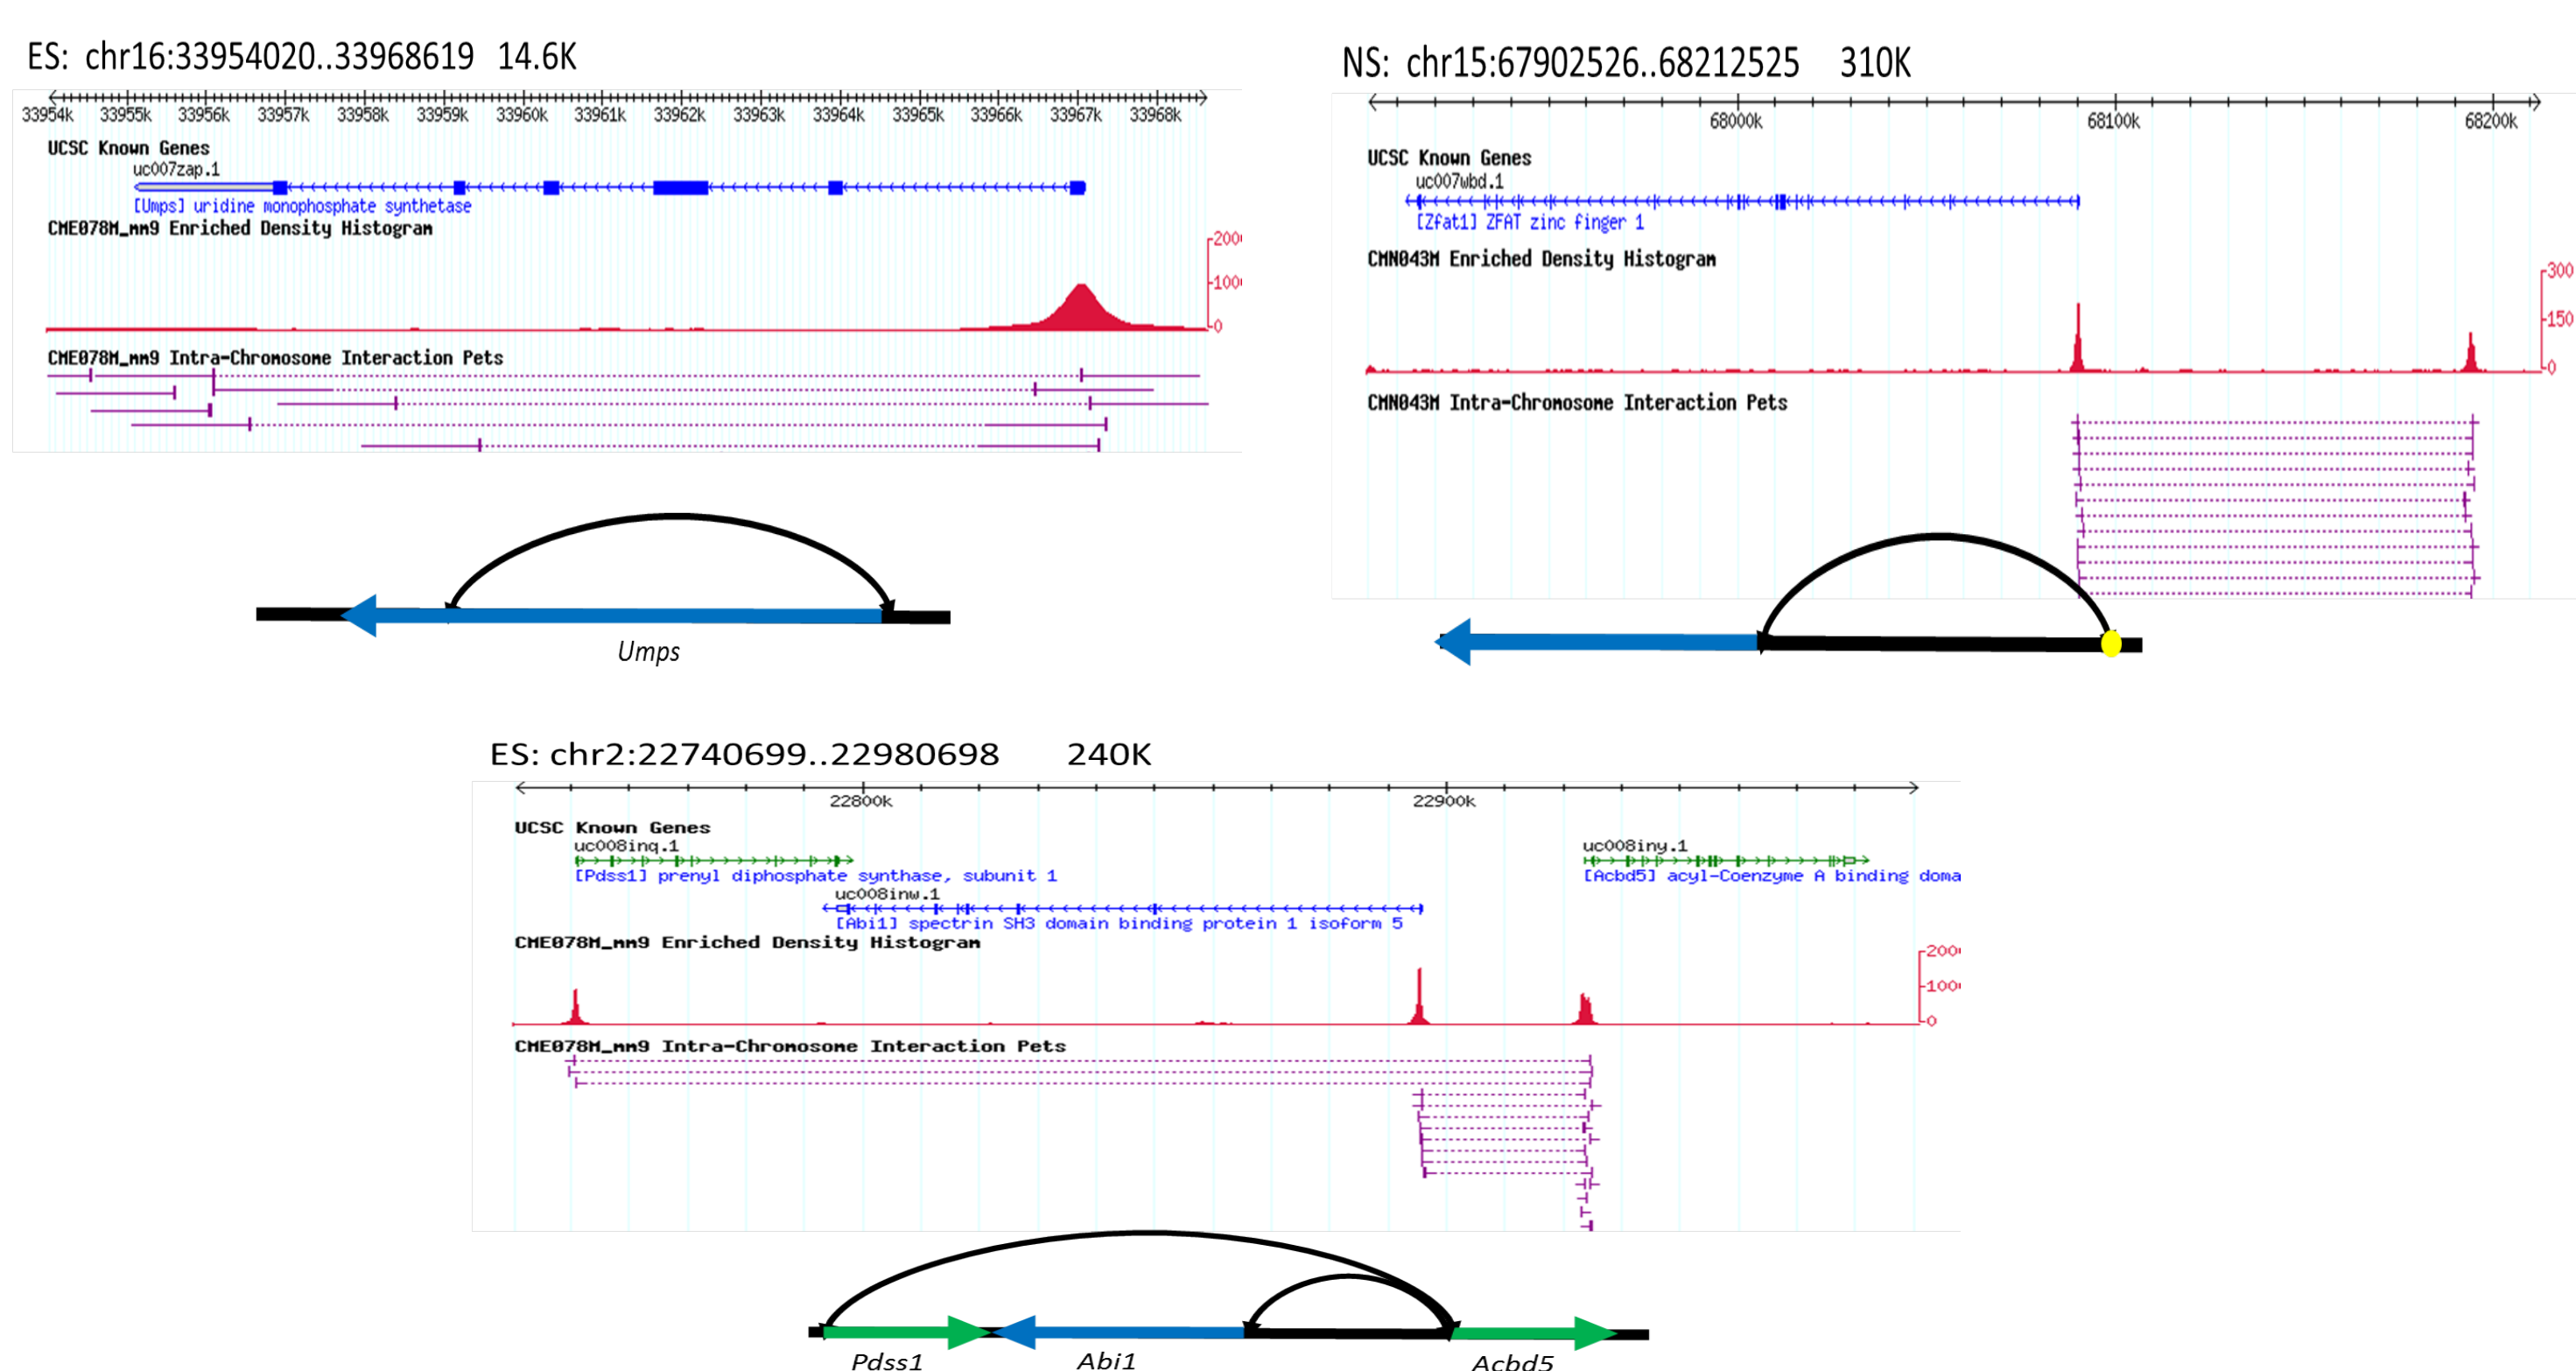 ES: chr16:33954020..33968619 14.6K
33954k 33955k 33956k 33957k 33958k 33959k 33960k 33961k 33962k 33963k 33964k 33965k 33966k 33967k 33968k
UCSC Known Genes
uc007zap.1
[Umps] uridine monophosphate synthetase
CME078M_mm9 Enriched Density Histogram
200
100
0
CME078M_mm9 Intra-Chromosome Interaction Pets
Umps
NS: chr15:67902526..68212525 310K
68000k 68100k 68200k
UCSC Known Genes
uc007wbd.1
[Zfat1] ZFAT zinc finger 1
CMN043M Enriched Density Histogram
300
150
0
CMN043M Intra-Chromosome Interaction Pets
ES: chr2:22740699..22980698 240K
22800k 22900k
UCSC Known Genes
uc008inq.1 uc008iny.1
[Pdss1] prenyl diphosphate synthase, subunit 1 [Acbd5] acyl-Coenzyme A binding doma
uc008inw.1
[Abi1] spectrin SH3 domain binding protein 1 isoform 5
CME078M_mm9 Enriched Density Histogram
200
100
0
CME078M_mm9 Intra-Chromosome Interaction Pets
Pdss1 Abi1 Acbd5